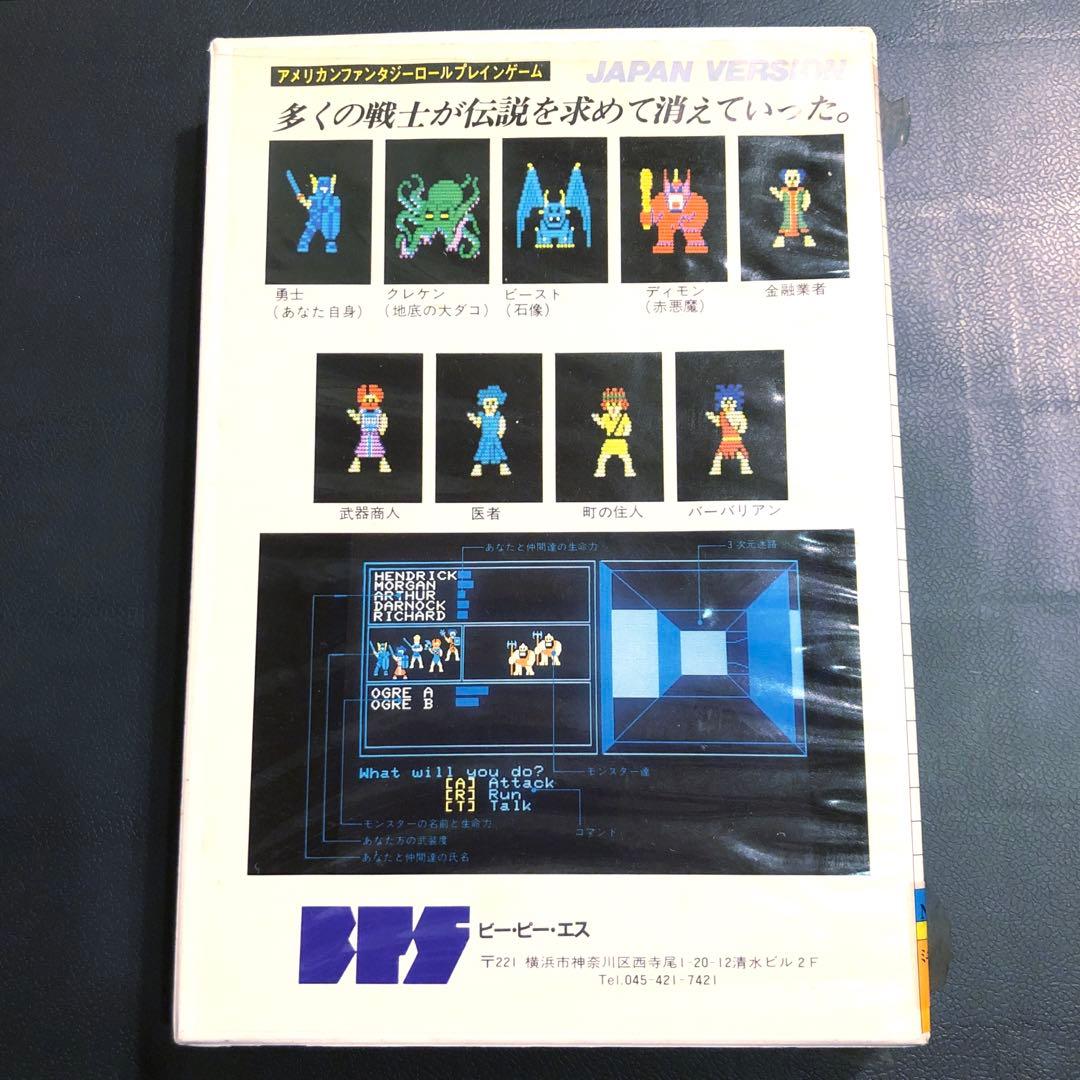 アメリカンファンタジーロールプレインゲーム
JAPAN VERSION
多くの戦士が伝説を求めて消えていった。
勇士
(あなた自身)
クレケン
(地底の大ダコ)
ビースト
(石像)
ディモン
(赤悪魔)
金融業者
武器商人
医者
町の住人
バーバリアン
あなたと仲間達の生命力
3次元迷路
HENDRICK
MORGAN
ARTHUR
DARNOCK
RICHARD
OGRE A
OGRE B
What will you do?
[A] Attack
[R] Run
[T] Talk
モンスター達
コマンド
モンスターの名前と生命力
あなた方の武装度
あなたと仲間達の氏名
BPS
ビー・ピー・エス
〒221 横浜市神奈川区西寺尾1-20-12清水ビル2F
Tel.045-421-7421